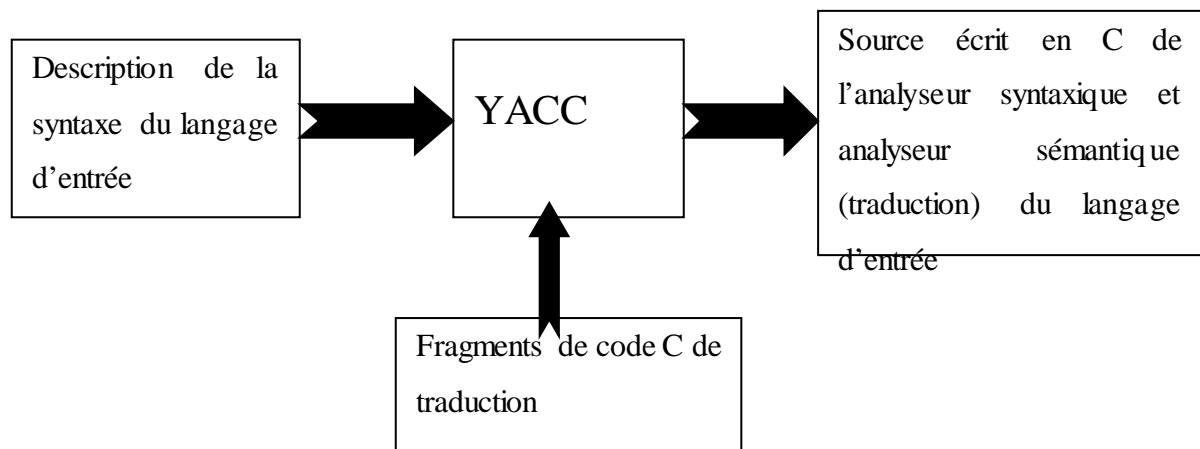 Description de la
syntaxe du langage
d’entrée
YACC
Source écrit en C de
l’analyseur syntaxique et
analyseur sémantique
(traduction) du langage
d’entrée
Fragments de code C de
traduction